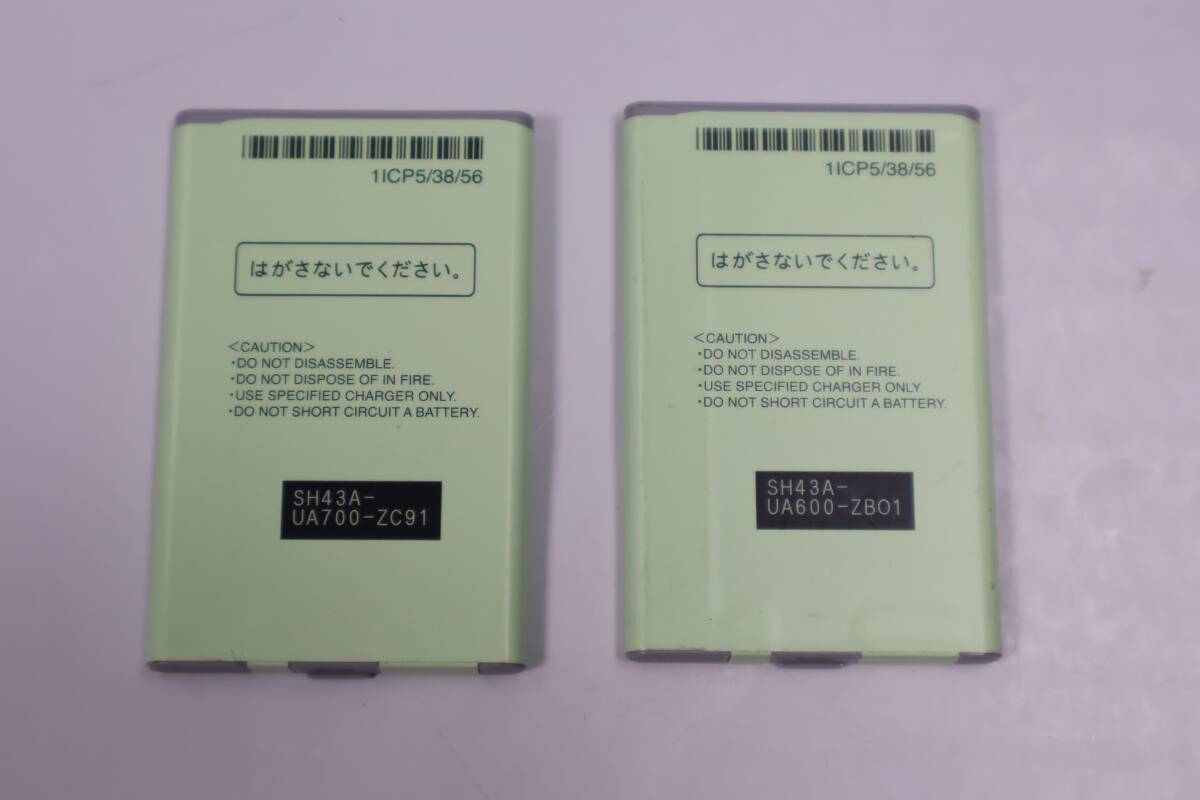 1ICP5/38/56
はがさないでください。
<CAUTION>
・DO NOT DISASSEMBLE.
・DO NOT DISPOSE OF IN FIRE.
・USE SPECIFIED CHARGER ONLY.
・DO NOT SHORT CIRCUIT A BATTERY.
SH43A-
UA700-ZC91
1ICP5/38/56
はがさないでください。
<CAUTION>
・DO NOT DISASSEMBLE.
・DO NOT DISPOSE OF IN FIRE.
・USE SPECIFIED CHARGER ONLY.
・DO NOT SHORT CIRCUIT A BATTERY.
SH43A-
UA600-ZB01